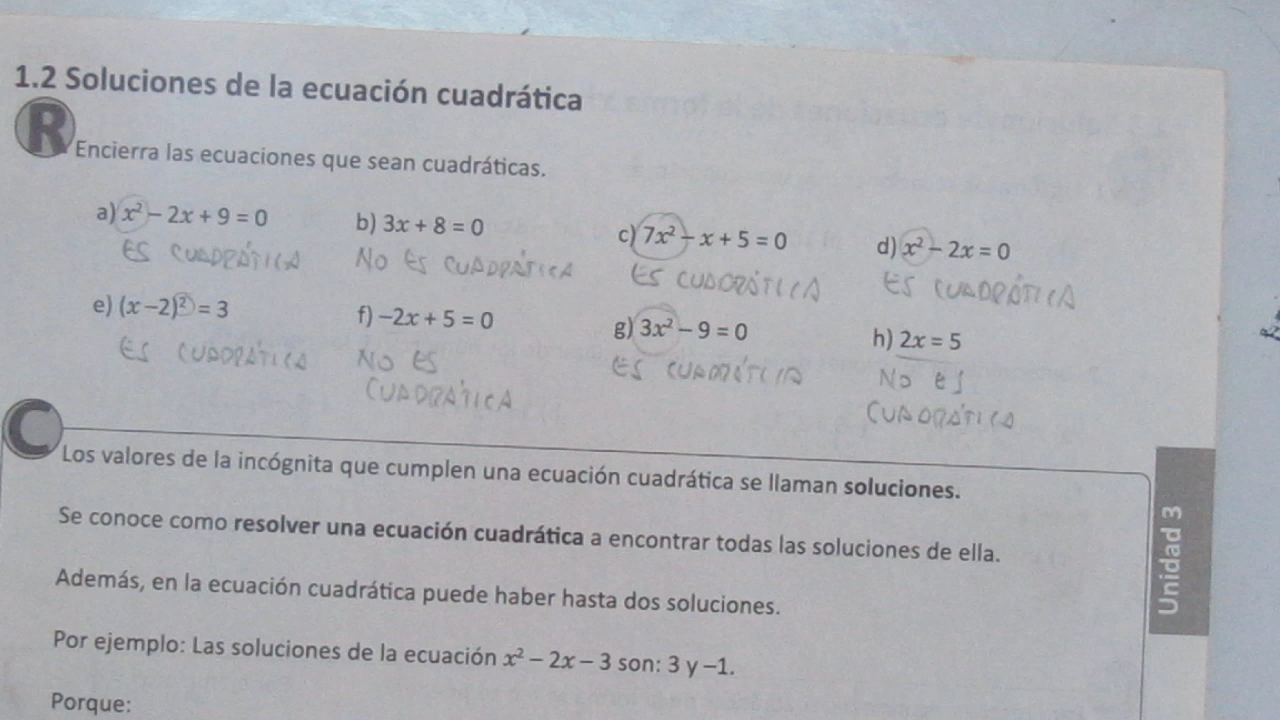 1.2 Soluciones de la ecuación cuadrática
R
Encierra las ecuaciones que sean cuadráticas.
a) x² – 2x + 9 = 0 b) 3x + 8 = 0 c) 7x² – x + 5 = 0 d) x² – 2x = 0
ES CUADRÁTICA NO ES CUADRÁTICA ES CUADRÁTICA ES CUADRÁTICA
e) (x – 2)² = 3 f) –2x + 5 = 0 g) 3x² – 9 = 0 h) 2x = 5
ES CUADRÁTICA NO ES ES CUADRÁTICA NO ES
CUADRÁTICA CUADRÁTICA
C
Los valores de la incógnita que cumplen una ecuación cuadrática se llaman soluciones.
Se conoce como resolver una ecuación cuadrática a encontrar todas las soluciones de ella.
Además, en la ecuación cuadrática puede haber hasta dos soluciones.
Por ejemplo: Las soluciones de la ecuación x² – 2x – 3 son: 3 y –1.
Porque:
Unidad 3